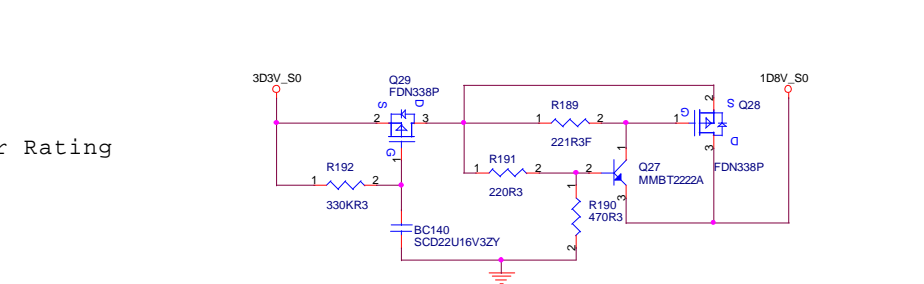 3D3V_S0
Q29
FDN338P
1D8V_S0
S
D
2
3
G
1
R189
1
2
221R3F
1
G
2
S
Q28
D
3
FDN338P
r Rating
R192
1
2
330KR3
R191
1
2
220R3
2
1
Q27
MMBT2222A
3
1
R190
470R3
2
BC140
SCD22U16V3ZY